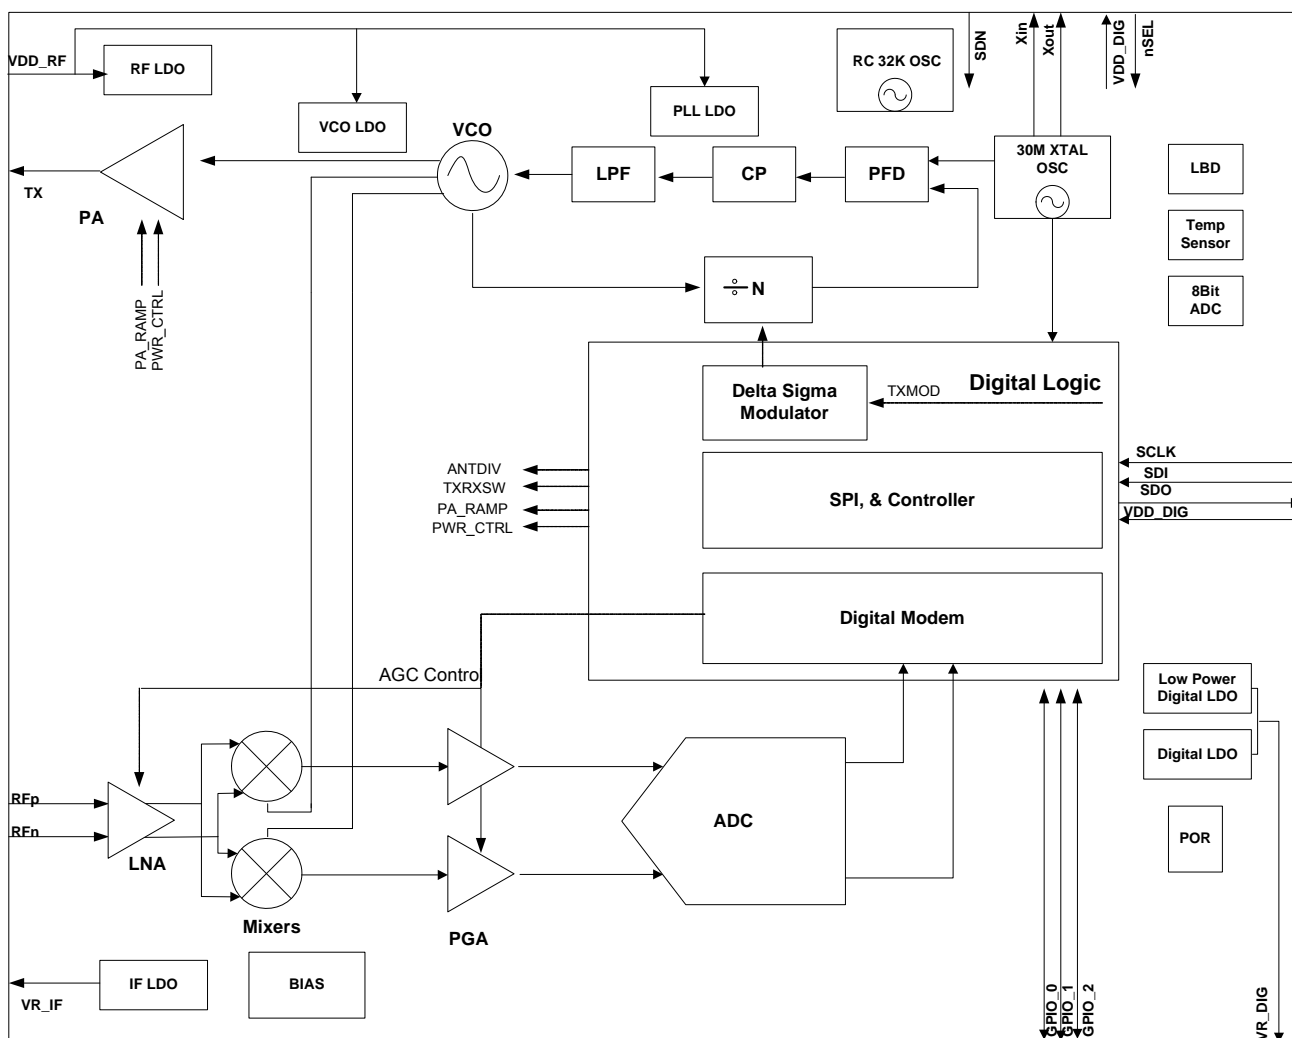 SDN
Xin
Xout
VDD_DIG
nSEL
VDD_RF
RF LDO
RC 32K OSC
VCO LDO
PLL LDO
VCO
30M XTAL
OSC
LPF
CP
PFD
LBD
TX
PA
Temp
Sensor
÷ N
8Bit
ADC
PA_RAMP
PWR_CTRL
Digital Logic
Delta Sigma
Modulator
TXMOD
ANTDIV
TXRXSW
PA_RAMP
PWR_CTRL
SPI, & Controller
SCLK
SDI
SDO
VDD_DIG
Digital Modem
AGC Control
Low Power
Digital LDO
Digital LDO
RFp
RFn
LNA
ADC
POR
Mixers
PGA
IF LDO
BIAS
VR_IF
GPIO_0
GPIO_1
GPIO_2
VR_DIG